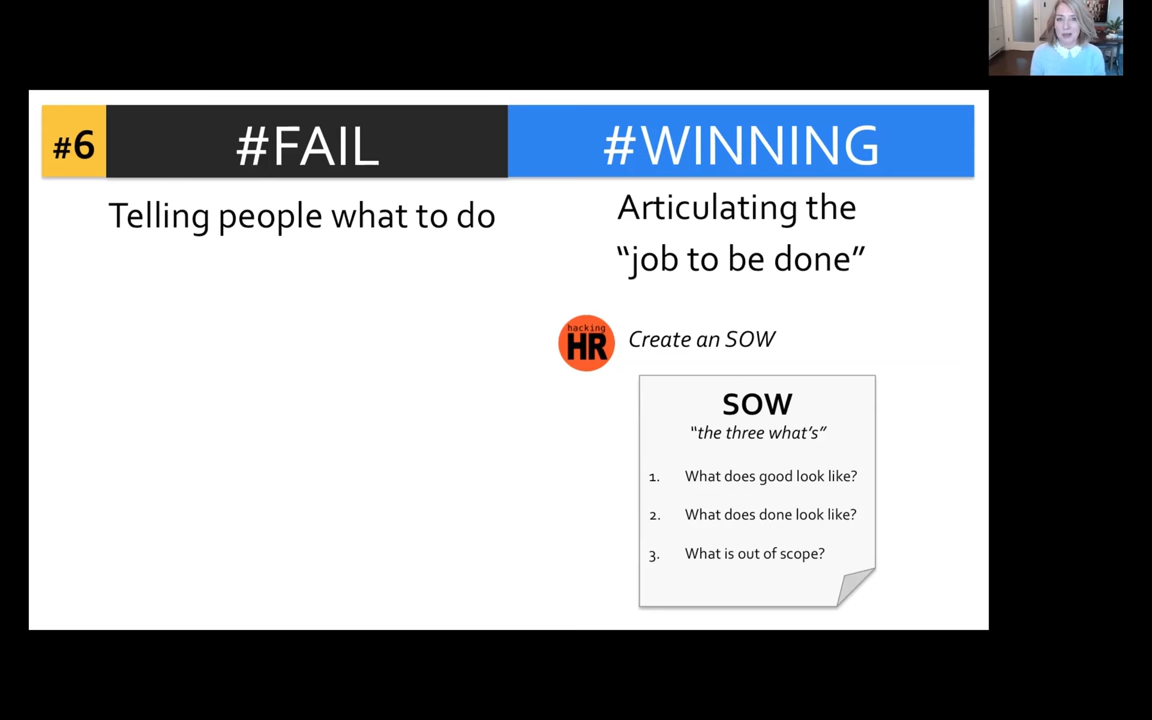 #6
#FAIL
#WINNING
Telling people what to do
Articulating the
“job to be done”
hacking
HR
Create an SOW
SOW
“the three what’s”
1. What does good look like?
2. What does done look like?
3. What is out of scope?